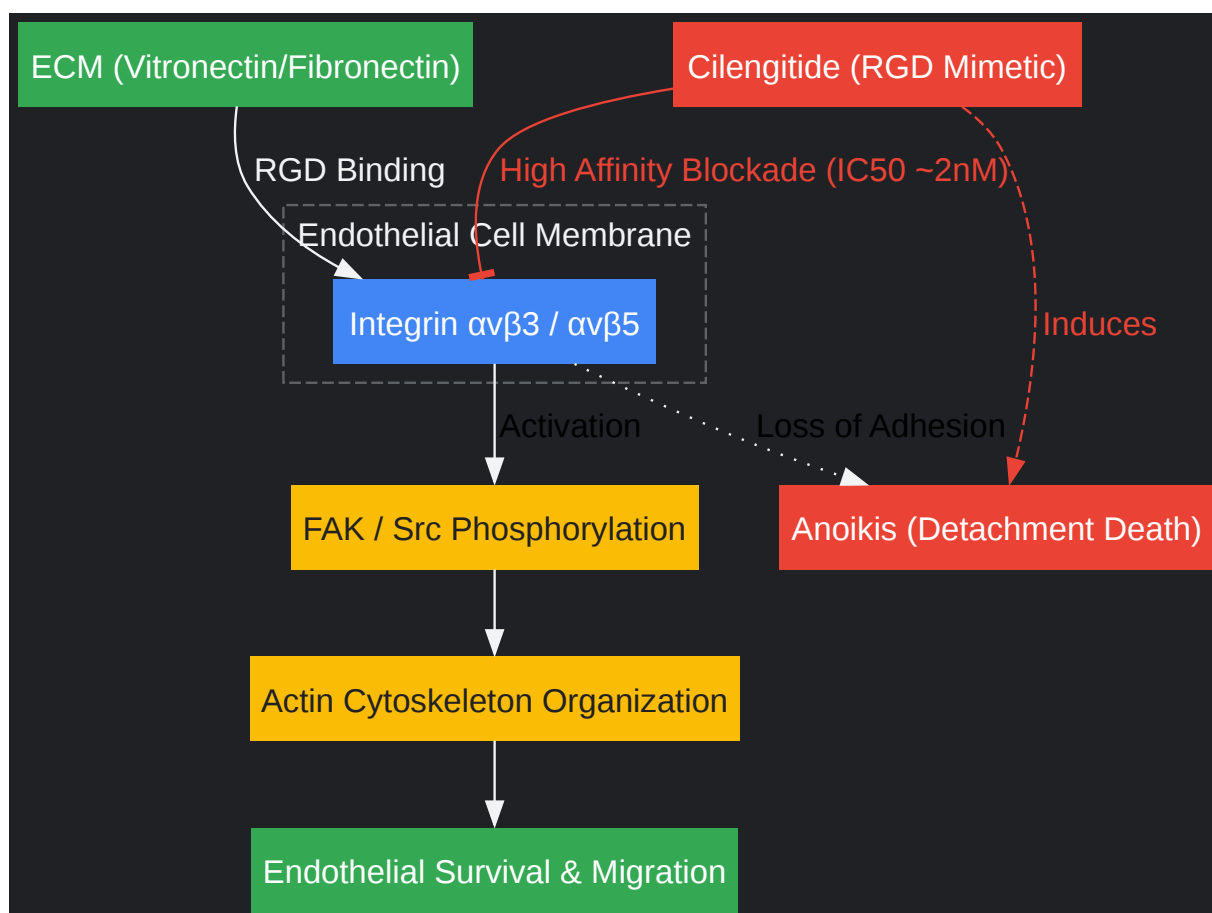 ECM (Vitronectin/Fibronectin)
Cilengitide (RGD Mimetic)
RGD Binding
High Affinity Blockade (IC50 ~2nM)
Endothelial Cell Membrane
Integrin αvβ3 / αvβ5
Induces
Activation
Loss of Adhesion
FAK / Src Phosphorylation
Anoikis (Detachment Death)
Actin Cytoskeleton Organization
Endothelial Survival & Migration